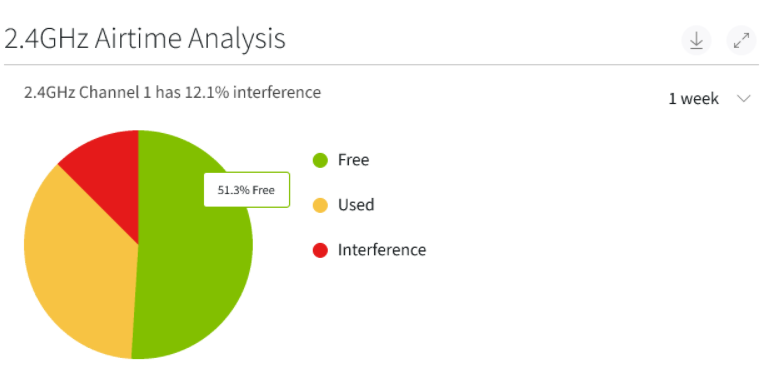 2.4GHz Airtime Analysis
2.4GHz Channel 1 has 12.1% interference
1 week
51.3% Free
Free
Used
Interference